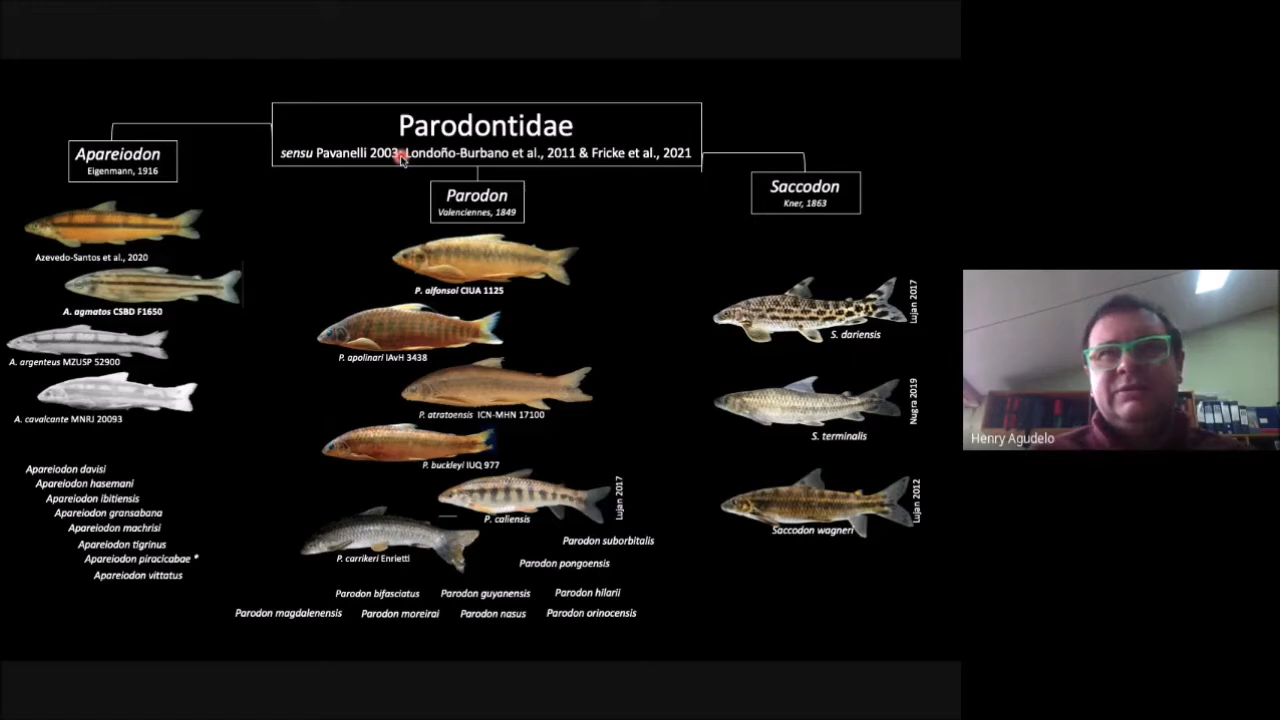 Parodontidae
sensu Pavanelli 2003; Londoño-Burbano et al., 2011 & Fricke et al., 2021
Apareiodon
Eigenmann, 1916
Azevedo-Santos et al., 2020
A. agmatos CSBD F1650
A. argenteus MZUSP 52900
A. cavalcante MNRJ 20093
Apareiodon davisi
Apareiodon hasemani
Apareiodon ibitiensis
Apareiodon gransabana
Apareiodon machrisi
Apareiodon tigrinus
Apareiodon piracicabae *
Apareiodon vittatus
Parodon
Valenciennes, 1849
P. alfonsoi CIUA 1125
P. apolinari IAvH 3438
P. atratoensis ICN-MHN 17100
P. buckleyi IUQ 977
P. caliensis
Lujan 2017
P. carrikeri Enrietti
Parodon suborbitalis
Parodon pongoensis
Parodon bifasciatus Parodon guyanensis Parodon hilarii
Parodon magdalenensis Parodon moreirai Parodon nasus Parodon orinocensis
Saccodon
Kner, 1863
S. dariensis
Lujan 2017
S. terminalis
Nugra 2019
Saccodon wagneri
Lujan 2012
Henry Agudelo